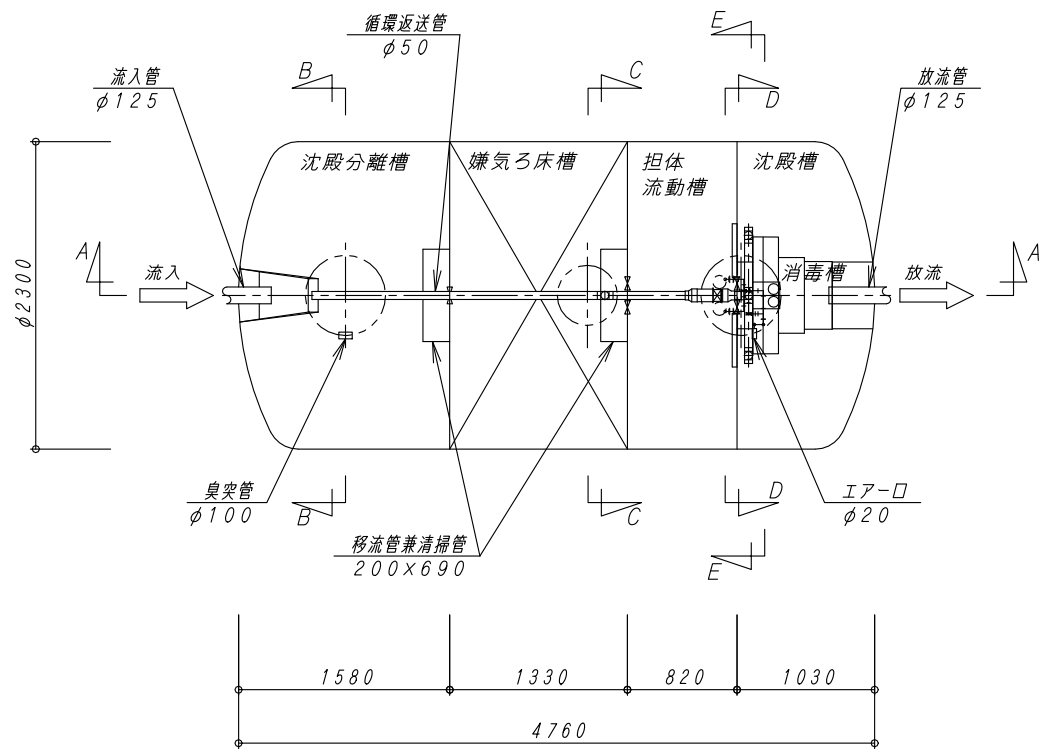 循環返送管
φ50
E
流入管
φ125
B
C
D
放流管
φ125
沈殿分離槽
嫌気ろ床槽
担体
流動槽
沈殿槽
A
流入
φ2300
消毒槽
放流
A
臭突管
φ100
B
C
D
エアー口
φ20
移流管兼清掃管
200×690
E
1580
1330
820
1030
4760